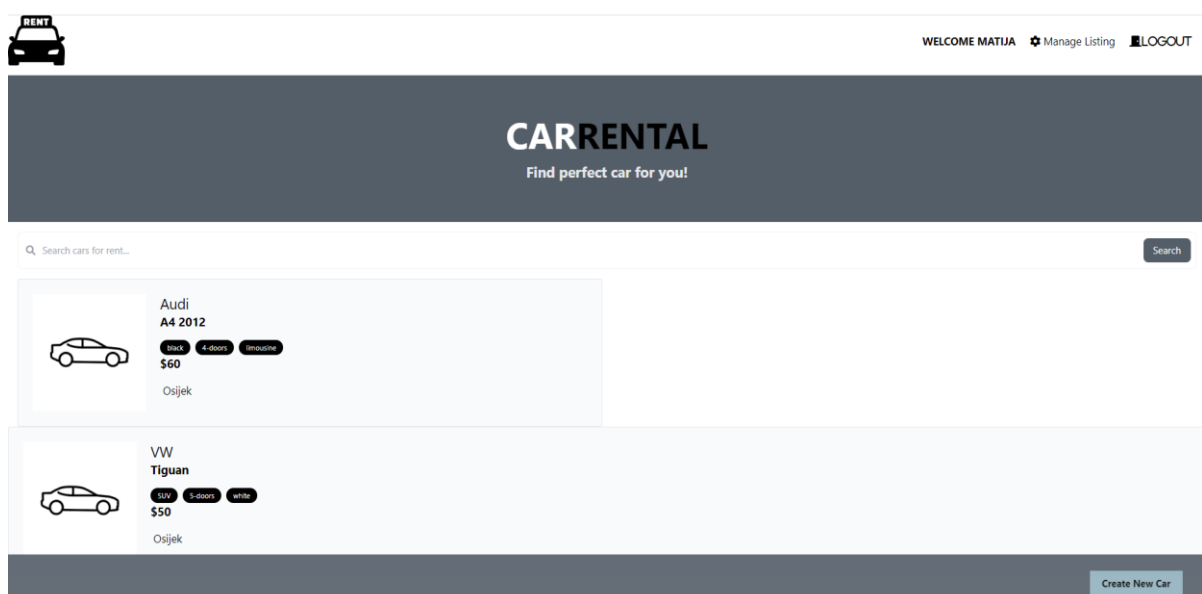 RENT
WELCOME MATIJA Manage Listing LOGOUT
CARRENTAL
Find perfect car for you!
Search cars for rent... Search
Audi
A4 2012
black 4-doors limousine
$60
Osijek
VW
Tiguan
SUV 5-doors white
$50
Osijek
Create New Car